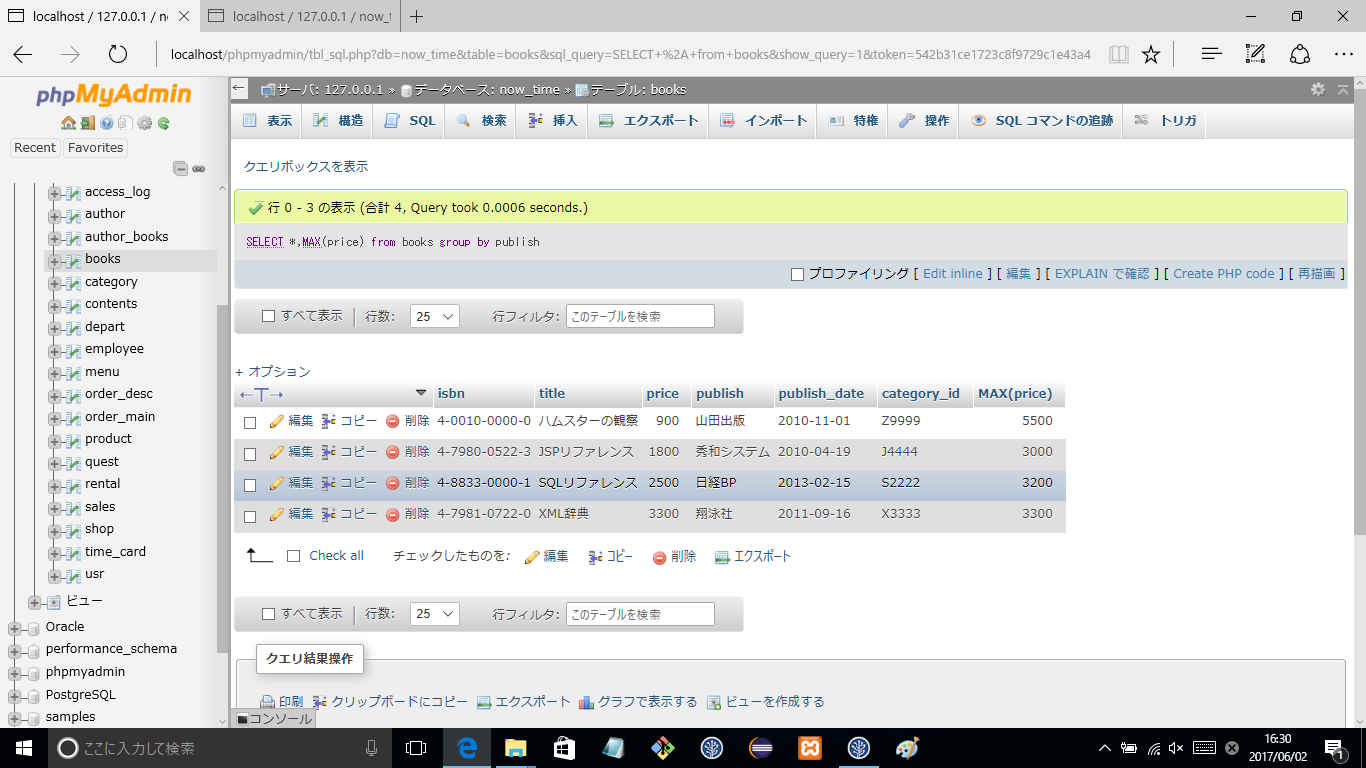 localhost / 127.0.0.1 / no
localhost / 127.0.0.1 / now_t
localhost/phpmyadmin/tbl_sql.php?db=now_time&table=books&sql_query=SELECT+%2A+from+books&show_query=1&token=542b31ce1723c8f9729c1e43a4
phpMyAdmin
Recent Favorites
access_log
author
author_books
books
category
contents
depart
employee
menu
order_desc
order_main
product
quest
rental
sales
shop
time_card
usr
ビュー
Oracle
performance_schema
phpmyadmin
PostgreSQL
samples
サーバ: 127.0.0.1 » データベース: now_time » テーブル: books
表示 構造 SQL 検索 挿入 エクスポート インポート 特権 操作 SQL コマンドの追跡 トリガ
クエリボックスを表示
行 0 - 3 の表示 (合計 4, Query took 0.0006 seconds.)
SELECT *,MAX(price) from books group by publish
プロファイリング [ Edit inline ] [ 編集 ] [ EXPLAIN で確認 ] [ Create PHP code ] [ 再描画 ]
すべて表示 | 行数: 25 行フィルタ: このテーブルを検索
+ オプション
←T→ isbn title price publish publish_date category_id MAX(price)
編集 コピー 削除 4-0010-0000-0 ハムスターの観察 900 山田出版 2010-11-01 Z9999 5500
編集 コピー 削除 4-7980-0522-3 JSPリファレンス 1800 秀和システム 2010-04-19 J4444 3000
編集 コピー 削除 4-8833-0000-1 SQLリファレンス 2500 日経BP 2013-02-15 S2222 3200
編集 コピー 削除 4-7981-0722-0 XML辞典 3300 翔泳社 2011-09-16 X3333 3300
Check all チェックしたものを: 編集 コピー 削除 エクスポート
すべて表示 | 行数: 25 行フィルタ: このテーブルを検索
クエリ結果操作
印刷 クリップボードにコピー エクスポート グラフで表示する ビューを作成する
コンソール
ここに入力して検索
16:30
2017/06/02
1